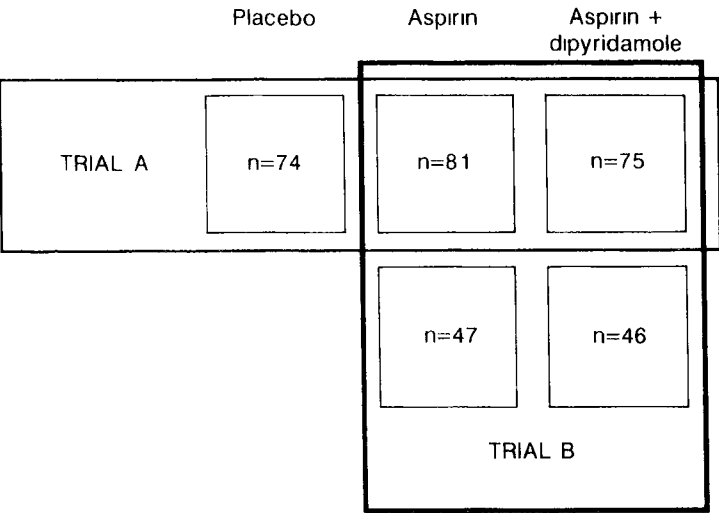 Placebo Aspirin Aspirin +
dipyridamole
TRIAL A n=74 n=81 n=75
n=47 n=46
TRIAL B